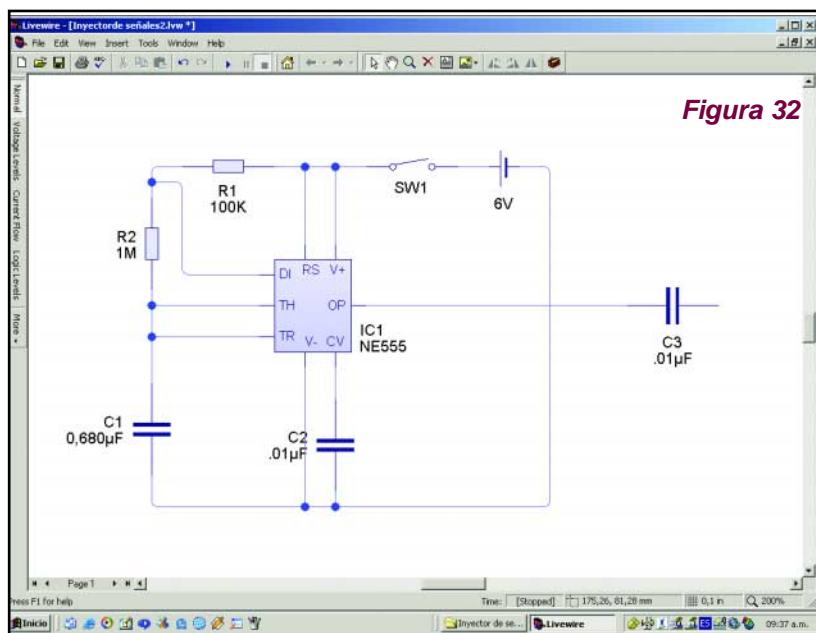 Livewire - [Inyectorde señales2.lvw *]
File Edit View Insert Tools Window Help
Figura 32
Normal
Voltage Levels
Current Flow
Logic Levels
More
R1
100K
SW1
6V
R2
1M
DI RS V+
TH OP
TR V- CV
IC1
NE555
C3
.01µF
C1
0,680µF
C2
.01µF
Page 1
Press F1 for help
Time: [Stopped] 175,26, 81,28 mm 0,1 in 200%
Inicio
Inyector de se...
Livewire
ES
09:37 a.m.